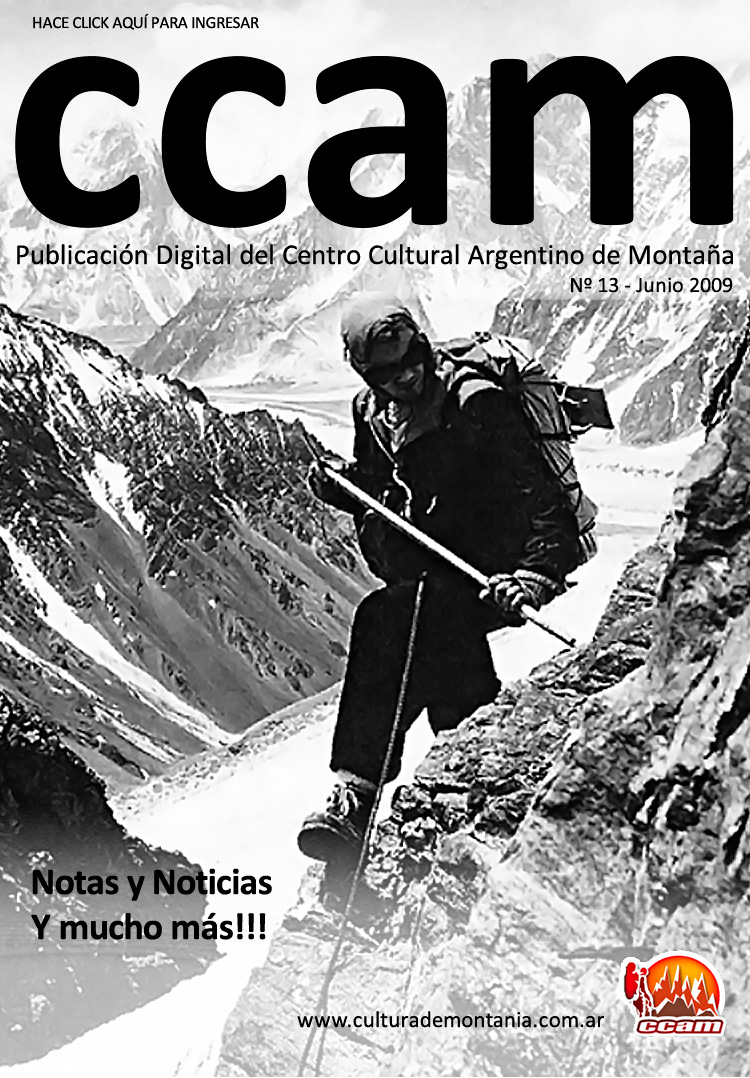 HACE CLICK AQUÍ PARA INGRESAR
ccam
Publicación Digital del Centro Cultural Argentino de Montaña
Nº 13 - Junio 2009
Notas y Noticias
Y mucho más!!!
www.culturademontania.com.ar
ccam